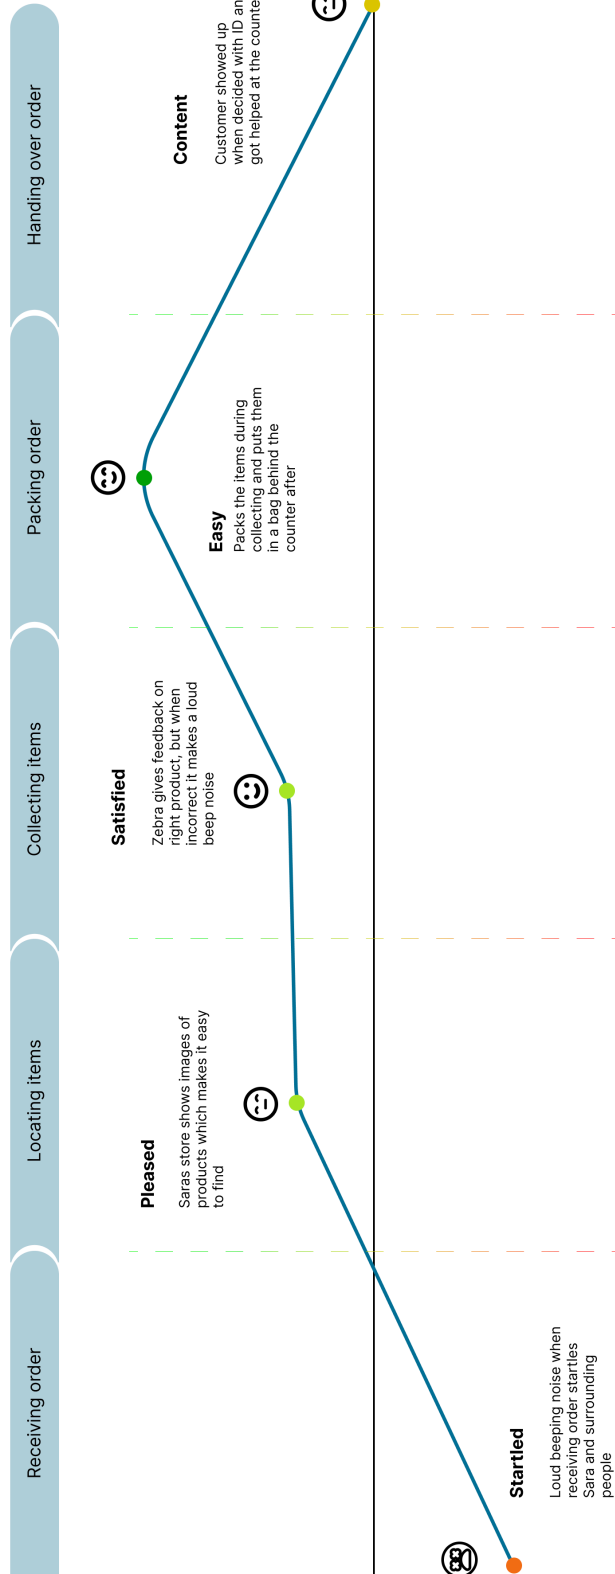 Receiving order
Locating items
Collecting items
Packing order
Handing over order
Startled
Loud beeping noise when
receiving order startles
Sara and surrounding
people
Pleased
Saras store shows images of
products which makes it easy
to find
Satisfied
Zebra gives feedback on
right product, but when
incorrect it makes a loud
beep noise
Easy
Packs the items during
collecting and puts them
in a bag behind the
counter after
Content
Customer showed up
when decided with ID
got helped at the